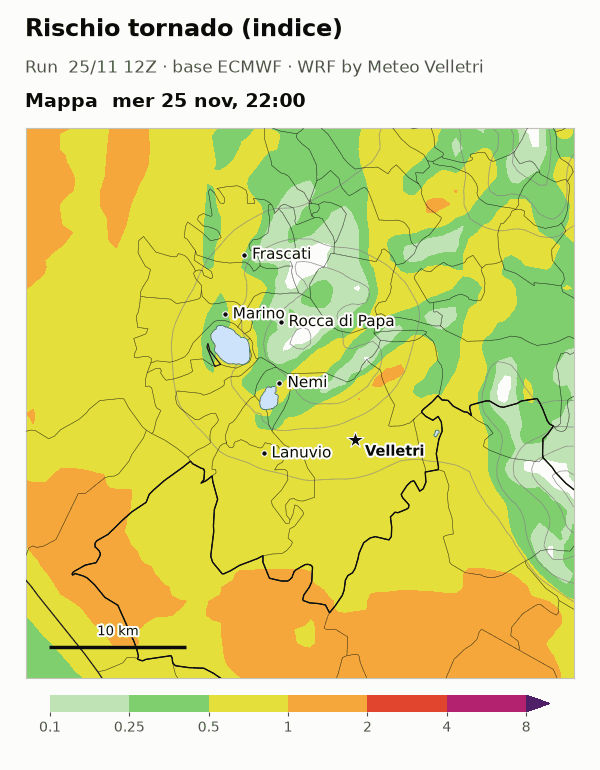 Rischio tornado (indice)
Run  25/11 12Z · base ECMWF · WRF by Meteo Velletri
Mappa  mer 25 nov, 22:00
Frascati
Marino
Rocca di Papa
Nemi
Velletri
Lanuvio
10 km
0.1 0.25 0.5 1 2 4 8